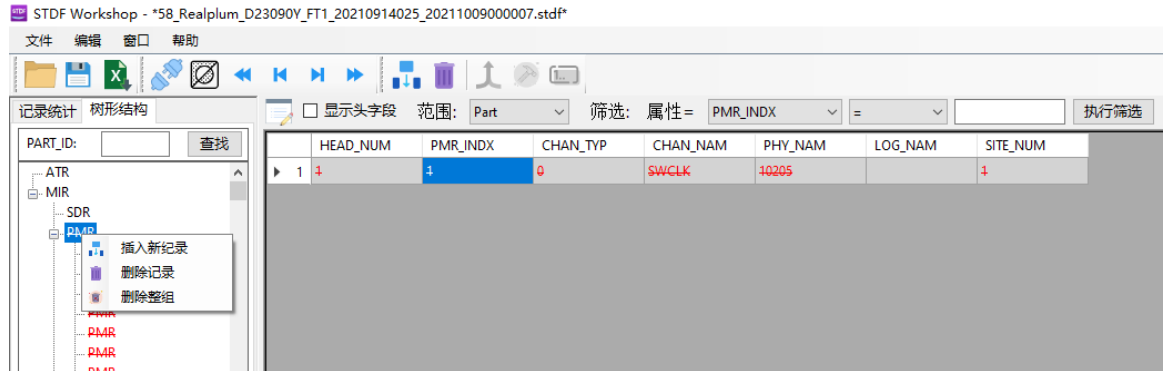 STDF Workshop - *58_Realplum_D23090Y_FT1_20210914025_20211009000007.stdf*
文件 编辑 窗口 帮助
记录统计 树形结构
显示头字段 范围: Part 筛选: 属性= PMR_INDX = 执行筛选
PART_ID: 查找
HEAD_NUM PMR_INDX CHAN_TYP CHAN_NAM PHY_NAM LOG_NAM SITE_NUM
1 1 1 0 SWCLK 10205 1
ATR
MIR
SDR
PMR
插入新纪录
删除记录
删除整组
PMR
PMR
PMR
PMR